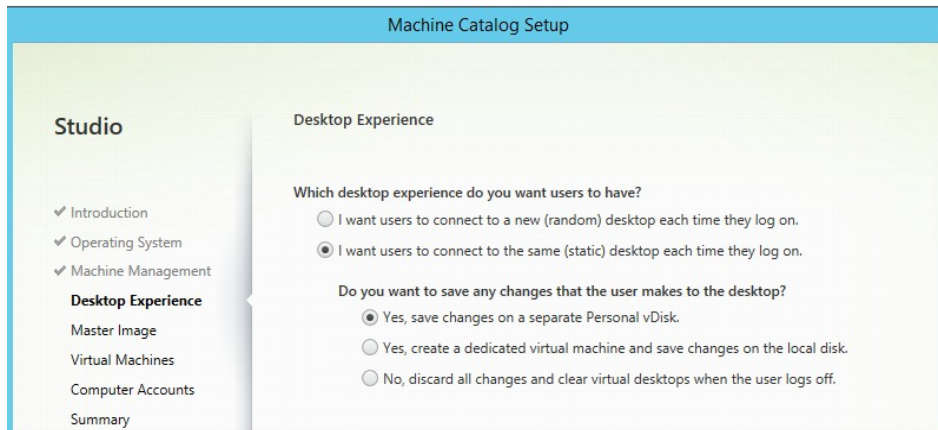 Machine Catalog Setup
Studio
Introduction
Operating System
Machine Management
Desktop Experience
Master Image
Virtual Machines
Computer Accounts
Summary
Desktop Experience
Which desktop experience do you want users to have?
I want users to connect to a new (random) desktop each time they log on.
I want users to connect to the same (static) desktop each time they log on.
Do you want to save any changes that the user makes to the desktop?
Yes, save changes on a separate Personal vDisk.
Yes, create a dedicated virtual machine and save changes on the local disk.
No, discard all changes and clear virtual desktops when the user logs off.